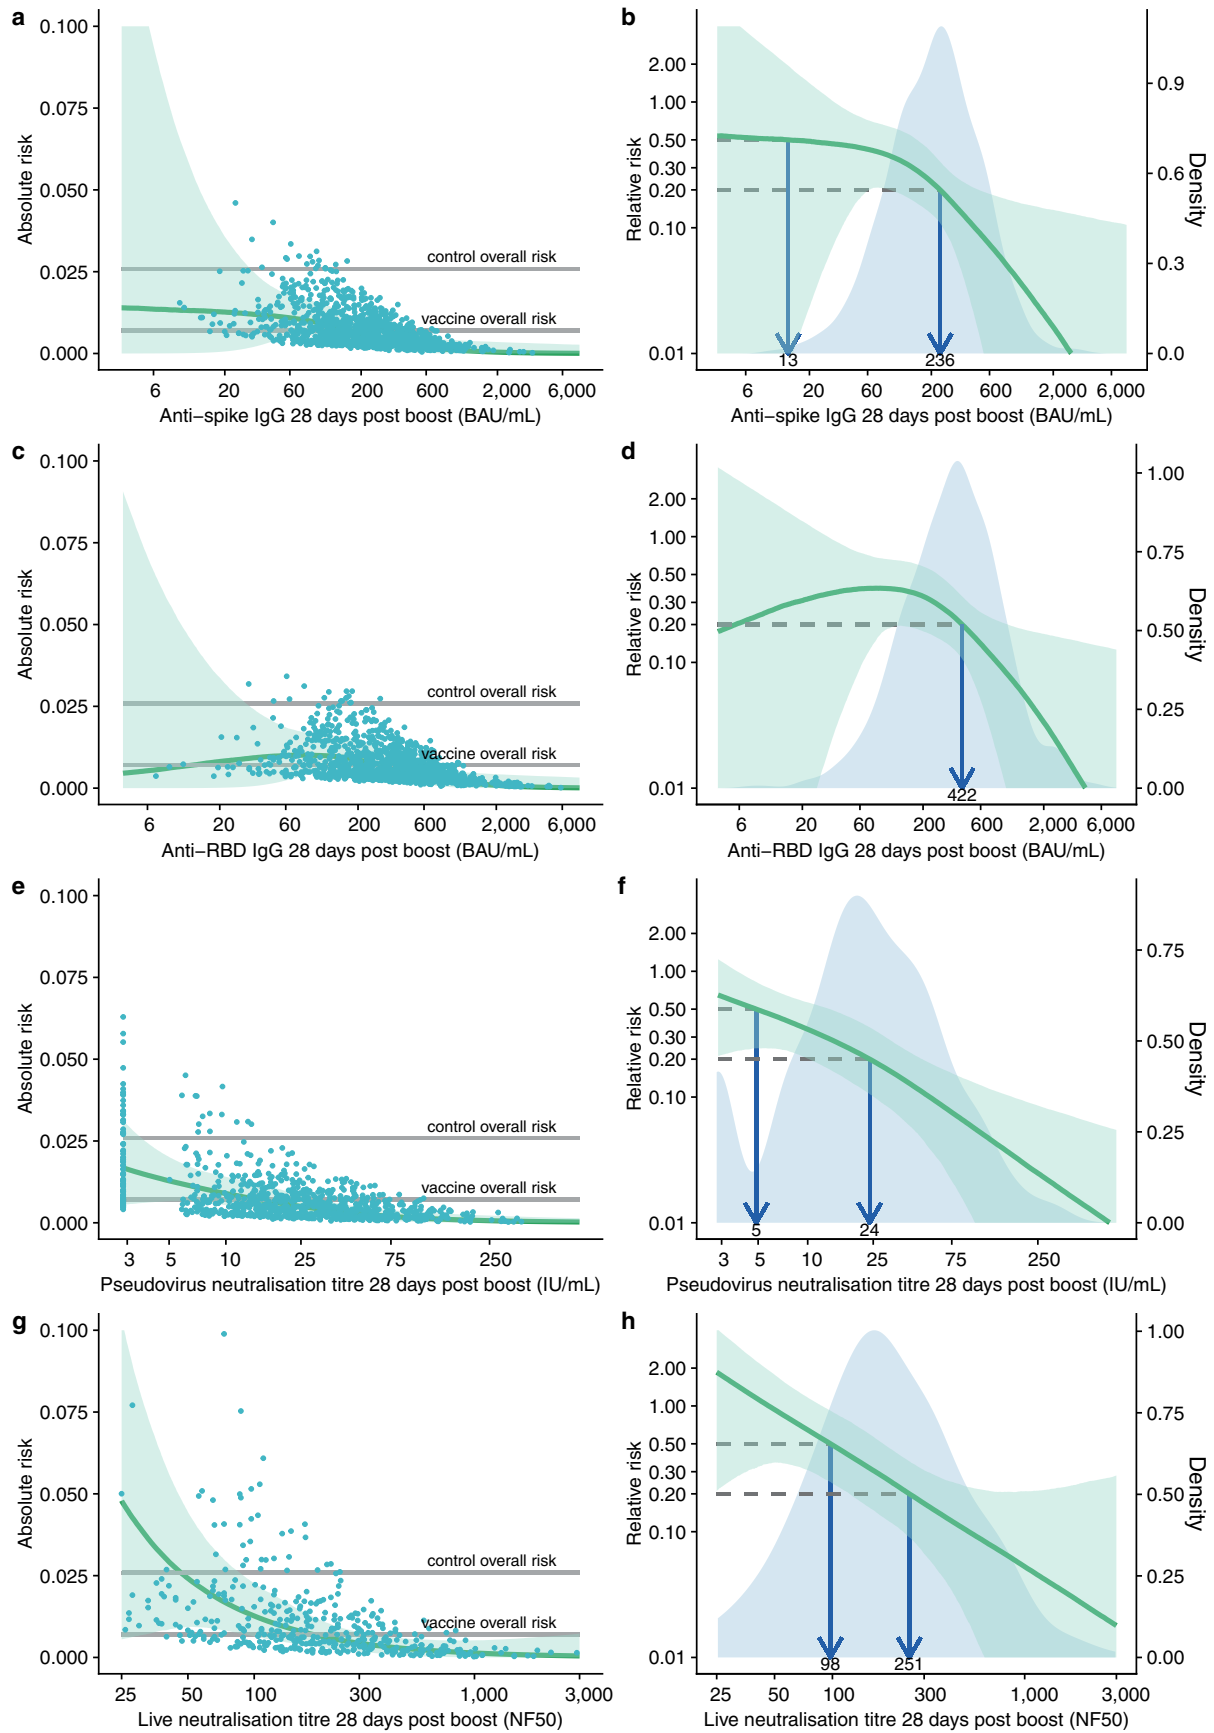 a
0.100
0.075
0.050
0.025
0.000
Absolute risk
control overall risk
vaccine overall risk
6 20 60 200 600 2,000 6,000
Anti−spike IgG 28 days post boost (BAU/mL)
b
2.00
1.00
0.50
0.30
0.20
0.10
0.01
Relative risk
13 236
0.9
0.6
0.3
0.0
Density
6 20 60 200 600 2,000 6,000
Anti−spike IgG 28 days post boost (BAU/mL)
c
0.100
0.075
0.050
0.025
0.000
Absolute risk
control overall risk
vaccine overall risk
6 20 60 200 600 2,000 6,000
Anti−RBD IgG 28 days post boost (BAU/mL)
d
2.00
1.00
0.50
0.30
0.20
0.10
0.01
Relative risk
422
1.00
0.75
0.50
0.25
0.00
Density
6 20 60 200 600 2,000 6,000
Anti−RBD IgG 28 days post boost (BAU/mL)
e
0.100
0.075
0.050
0.025
0.000
Absolute risk
control overall risk
vaccine overall risk
3 5 10 25 75 250
Pseudovirus neutralisation titre 28 days post boost (IU/mL)
f
2.00
1.00
0.50
0.30
0.20
0.10
0.01
Relative risk
5 24
0.75
0.50
0.25
0.00
Density
3 5 10 25 75 250
Pseudovirus neutralisation titre 28 days post boost (IU/mL)
g
0.100
0.075
0.050
0.025
0.000
Absolute risk
control overall risk
vaccine overall risk
25 50 100 300 1,000 3,000
Live neutralisation titre 28 days post boost (NF50)
h
2.00
1.00
0.50
0.30
0.20
0.10
0.01
Relative risk
98 251
1.00
0.75
0.50
0.25
0.00
Density
25 50 100 300 1,000 3,000
Live neutralisation titre 28 days post boost (NF50)